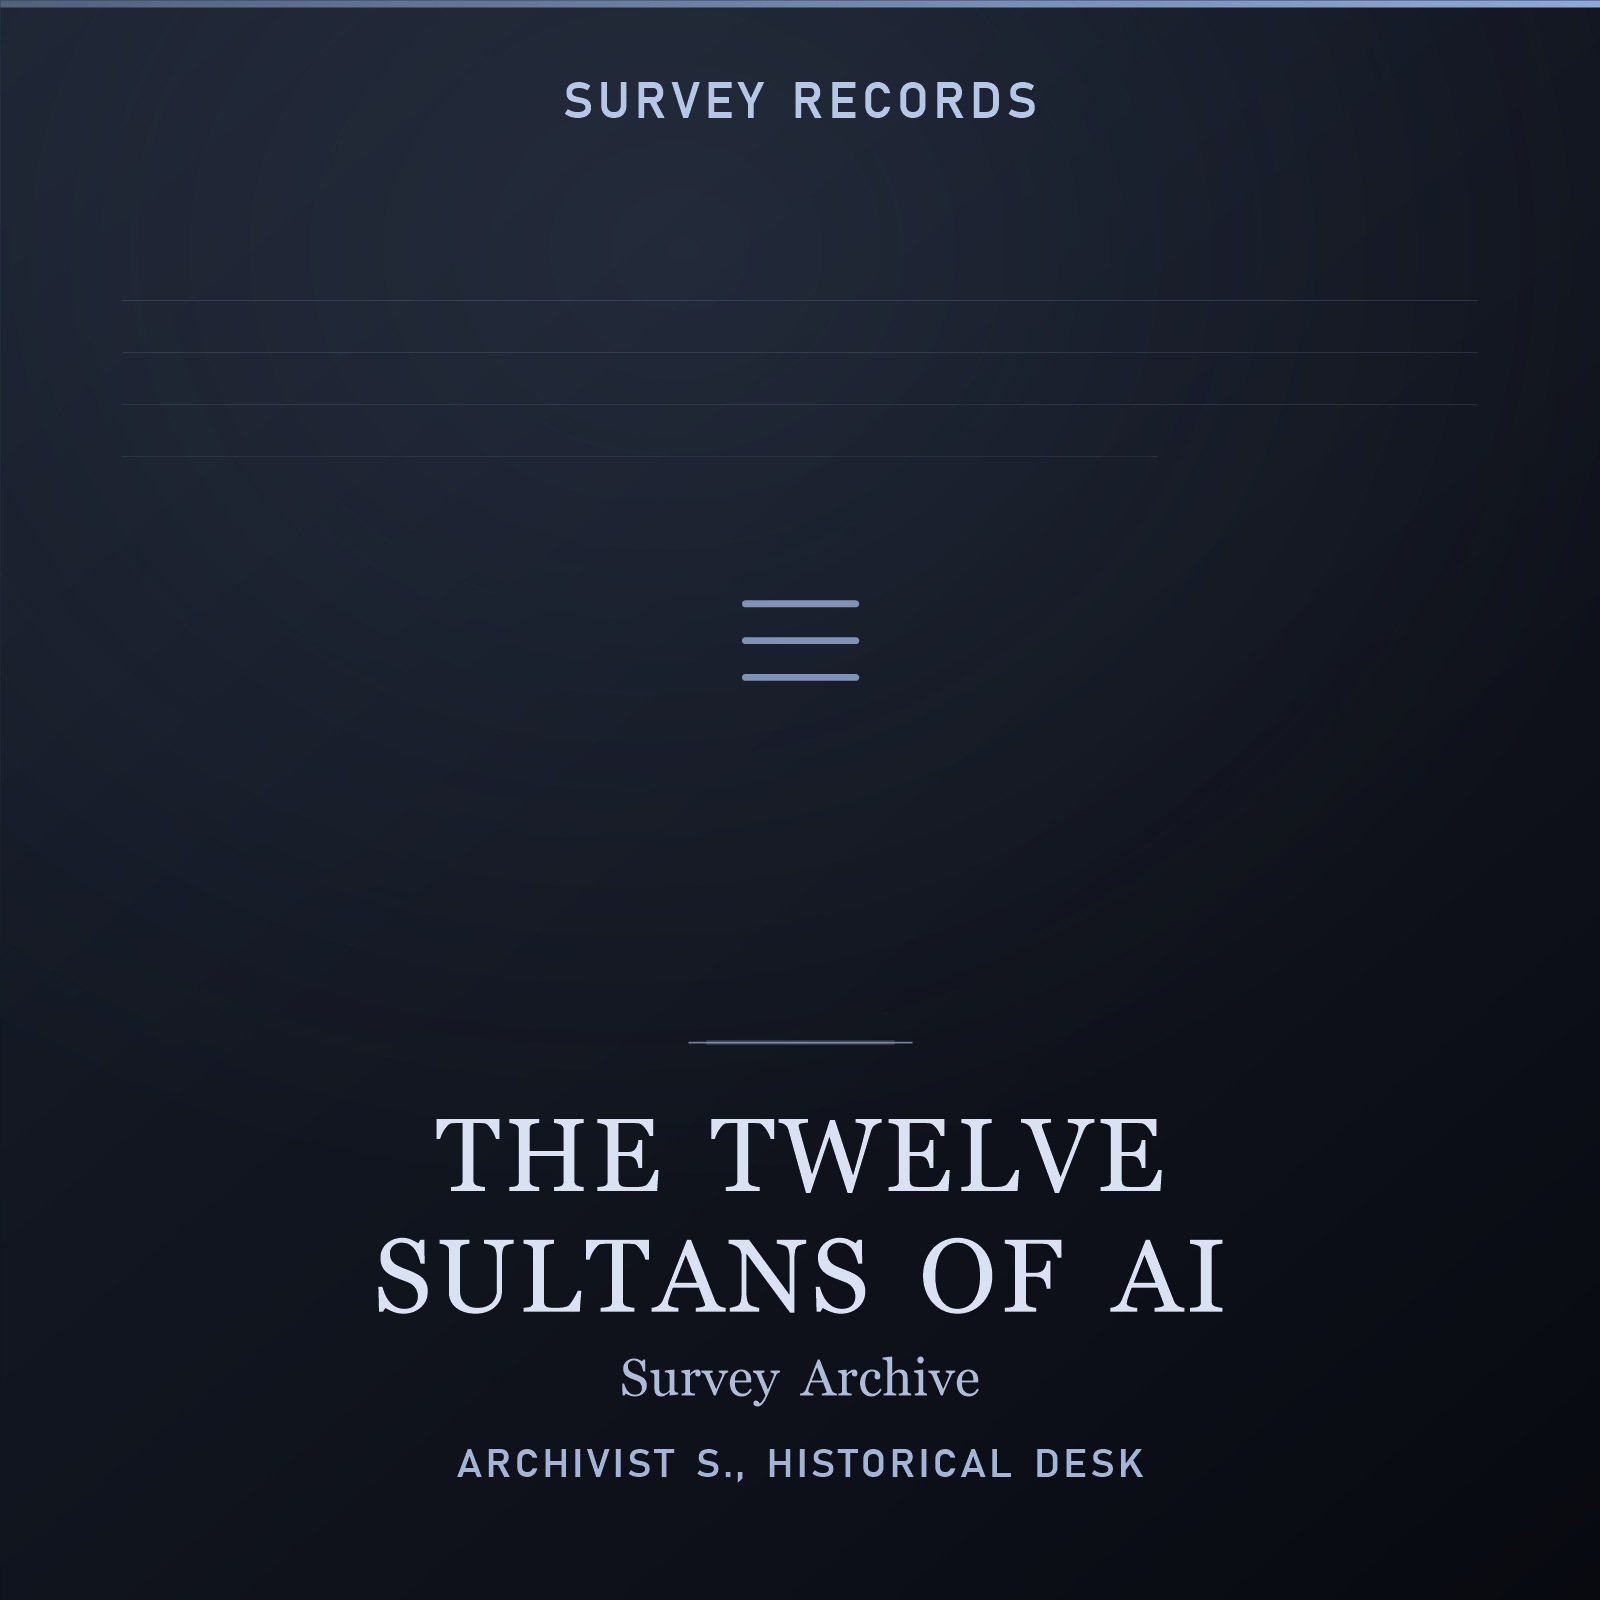 SURVEY RECORDS
THE TWELVE
SULTANS OF AI
Survey Archive
ARCHIVIST S., HISTORICAL DESK